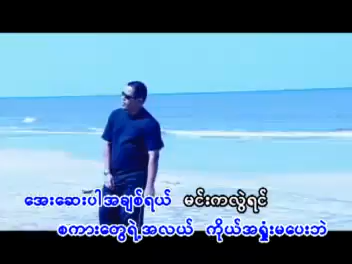 အေးဆေးပါအချစ်ရယ် မင်းကလွဲရင်
စကားတွေရဲ့အလယ် ကိုယ်အရှုံးမပေးဘဲ